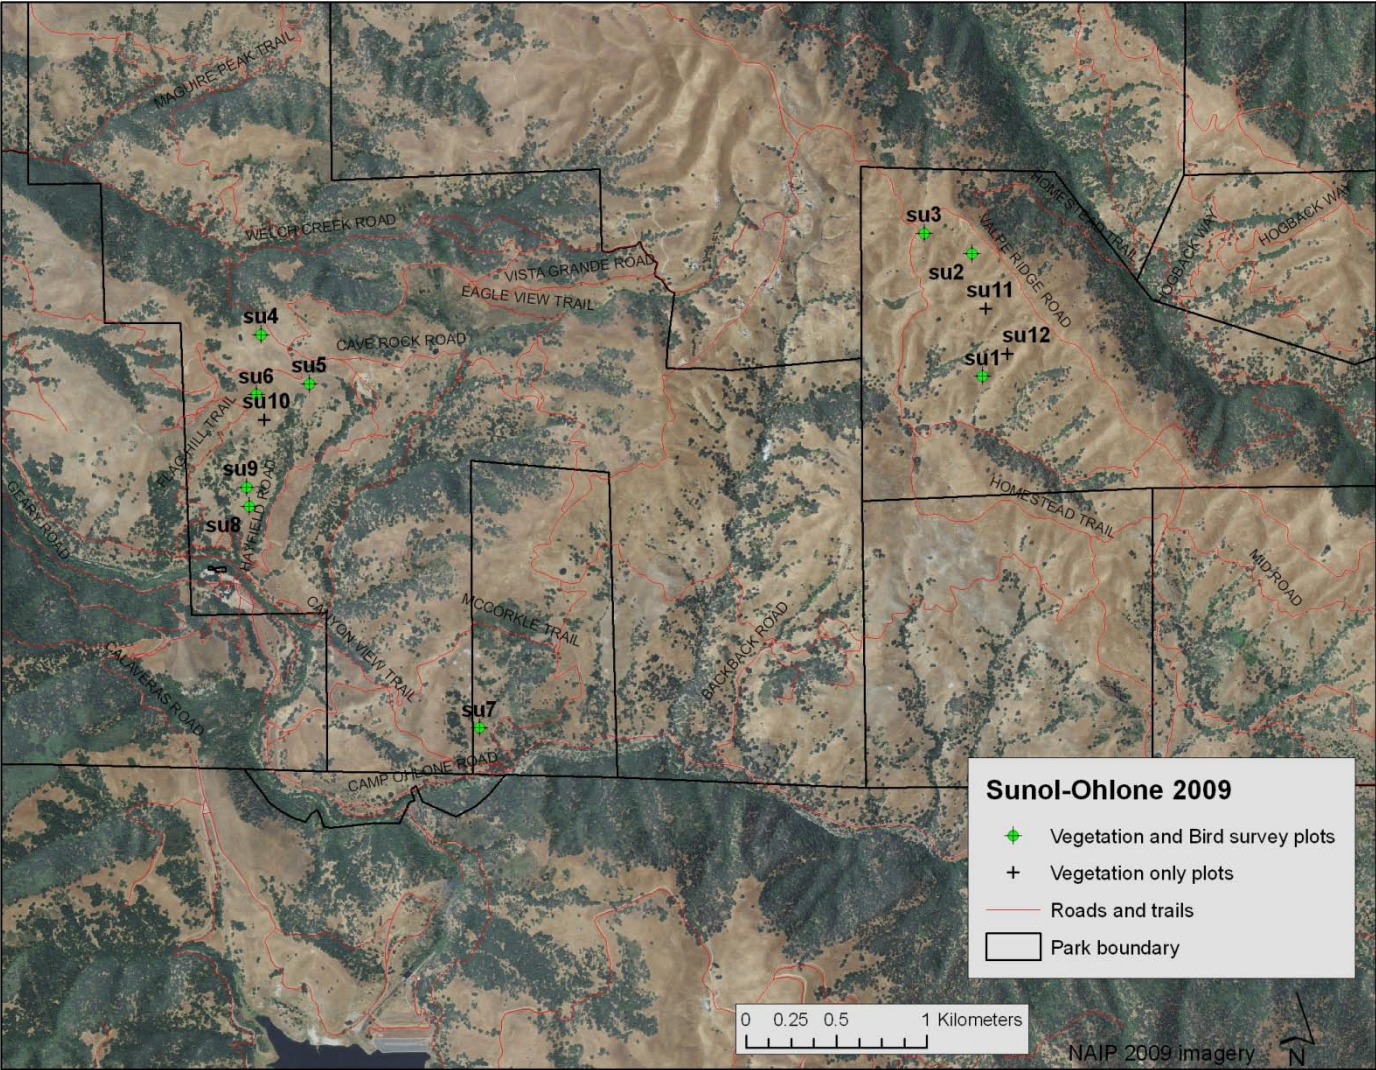 MAGUIRE PEAK TRAIL
WELCH CREEK ROAD
VISTA GRANDE ROAD
EAGLE VIEW TRAIL
HOMESTEAD TRAIL
HOGBACK WAY
HOGBACK WAY
su3
VALPE RIDGE ROAD
su2
su11
su4
CAVE ROCK ROAD
su12
su5
su1
su6
su10
FLAG HILL TRAIL
su9
HAYFIELD ROAD
su8
GEARY ROAD
HOMESTEAD TRAIL
MID ROAD
MCCORKLE TRAIL
CANYON VIEW TRAIL
BACKBACK ROAD
CALAVERAS ROAD
su7
CAMP OHLONE ROAD
Sunol-Ohlone 2009
Vegetation and Bird survey plots
Vegetation only plots
Roads and trails
Park boundary
0 0.25 0.5 1 Kilometers
NAIP 2009 imagery
N